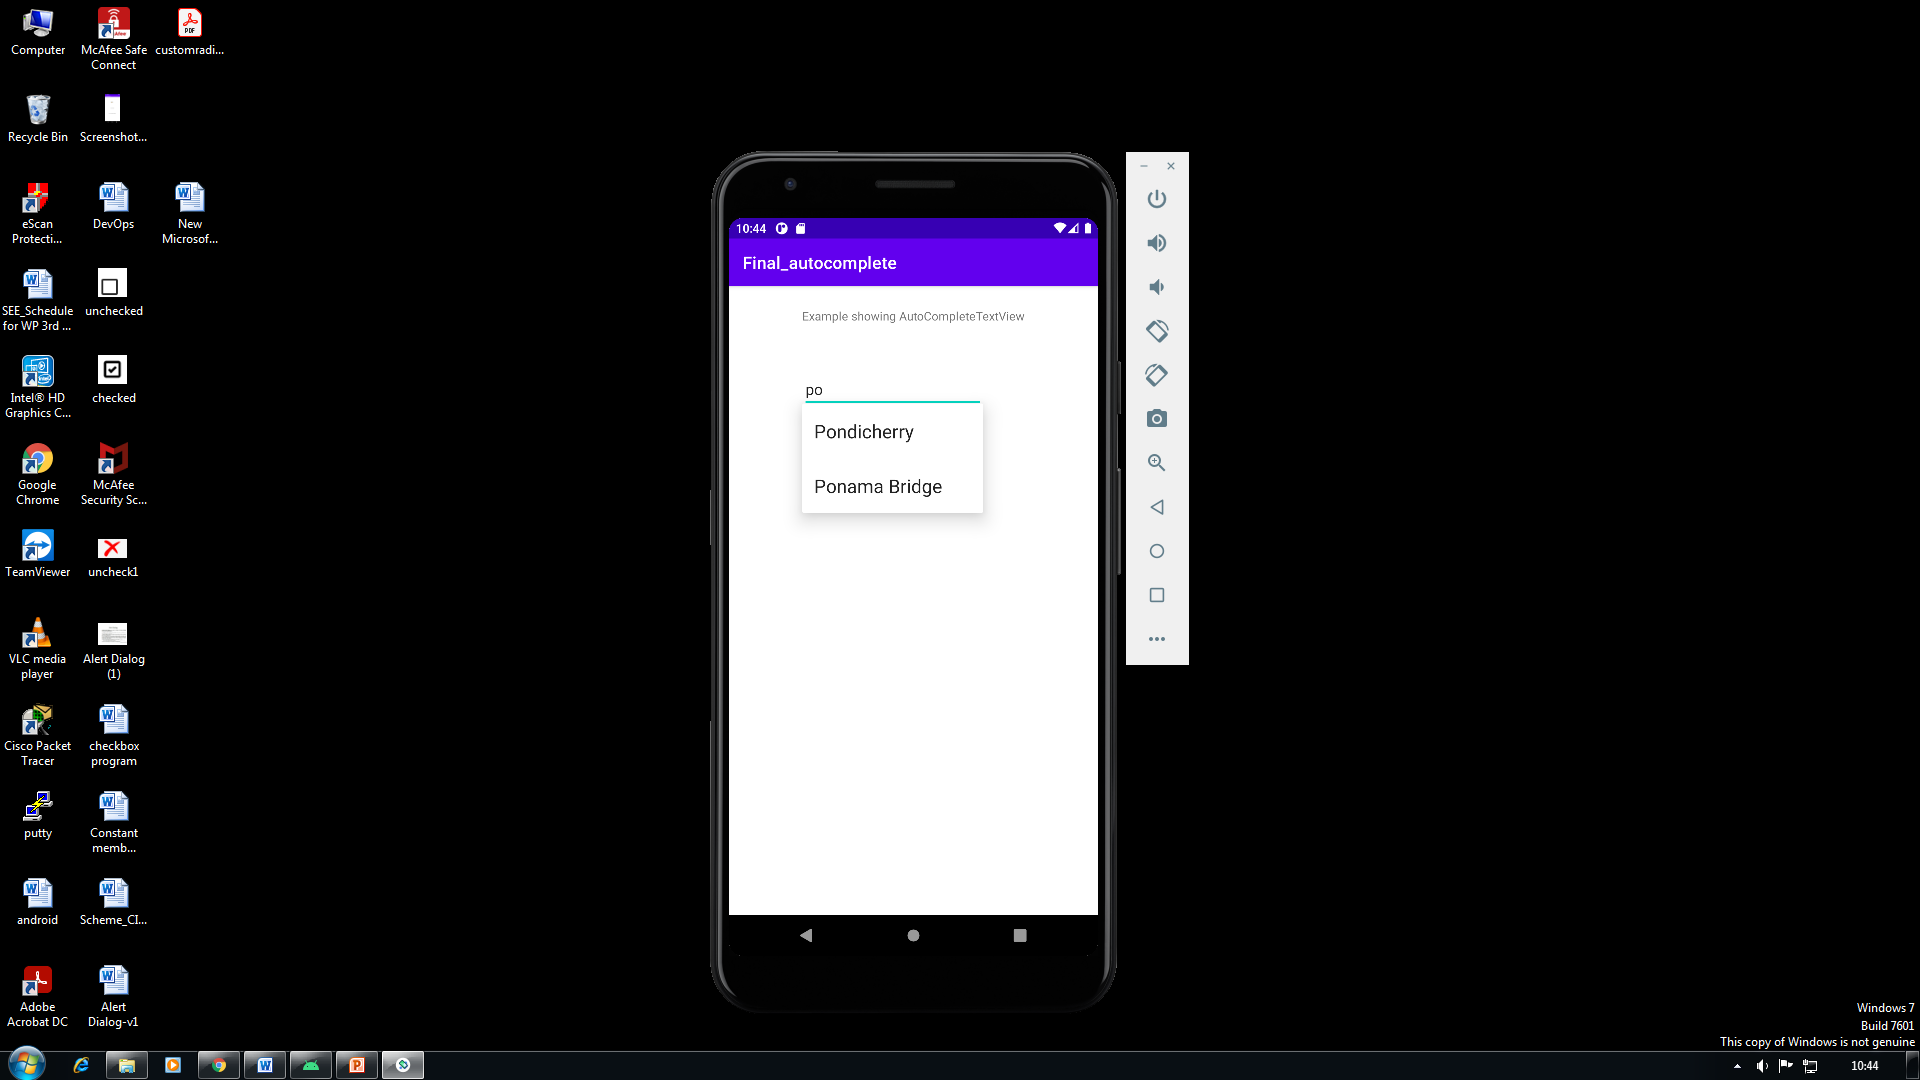 Computer
McAfee Safe
Connect
customradi...
Recycle Bin
Screenshot...
eScan
Protecti...
DevOps
New
Microsof...
SEE_Schedule
for WP 3rd ...
unchecked
Intel® HD
Graphics C...
checked
Google
Chrome
McAfee
Security Sc...
TeamViewer
uncheck1
VLC media
player
Alert Dialog
(1)
Cisco Packet
Tracer
checkbox
program
putty
Constant
memb...
android
Scheme_CI...
Adobe
Acrobat DC
Alert
Dialog-v1
10:44
Final_autocomplete
Example showing AutoCompleteTextView
po
Pondicherry
Ponama Bridge
Windows 7
Build 7601
This copy of Windows is not genuine
10:44